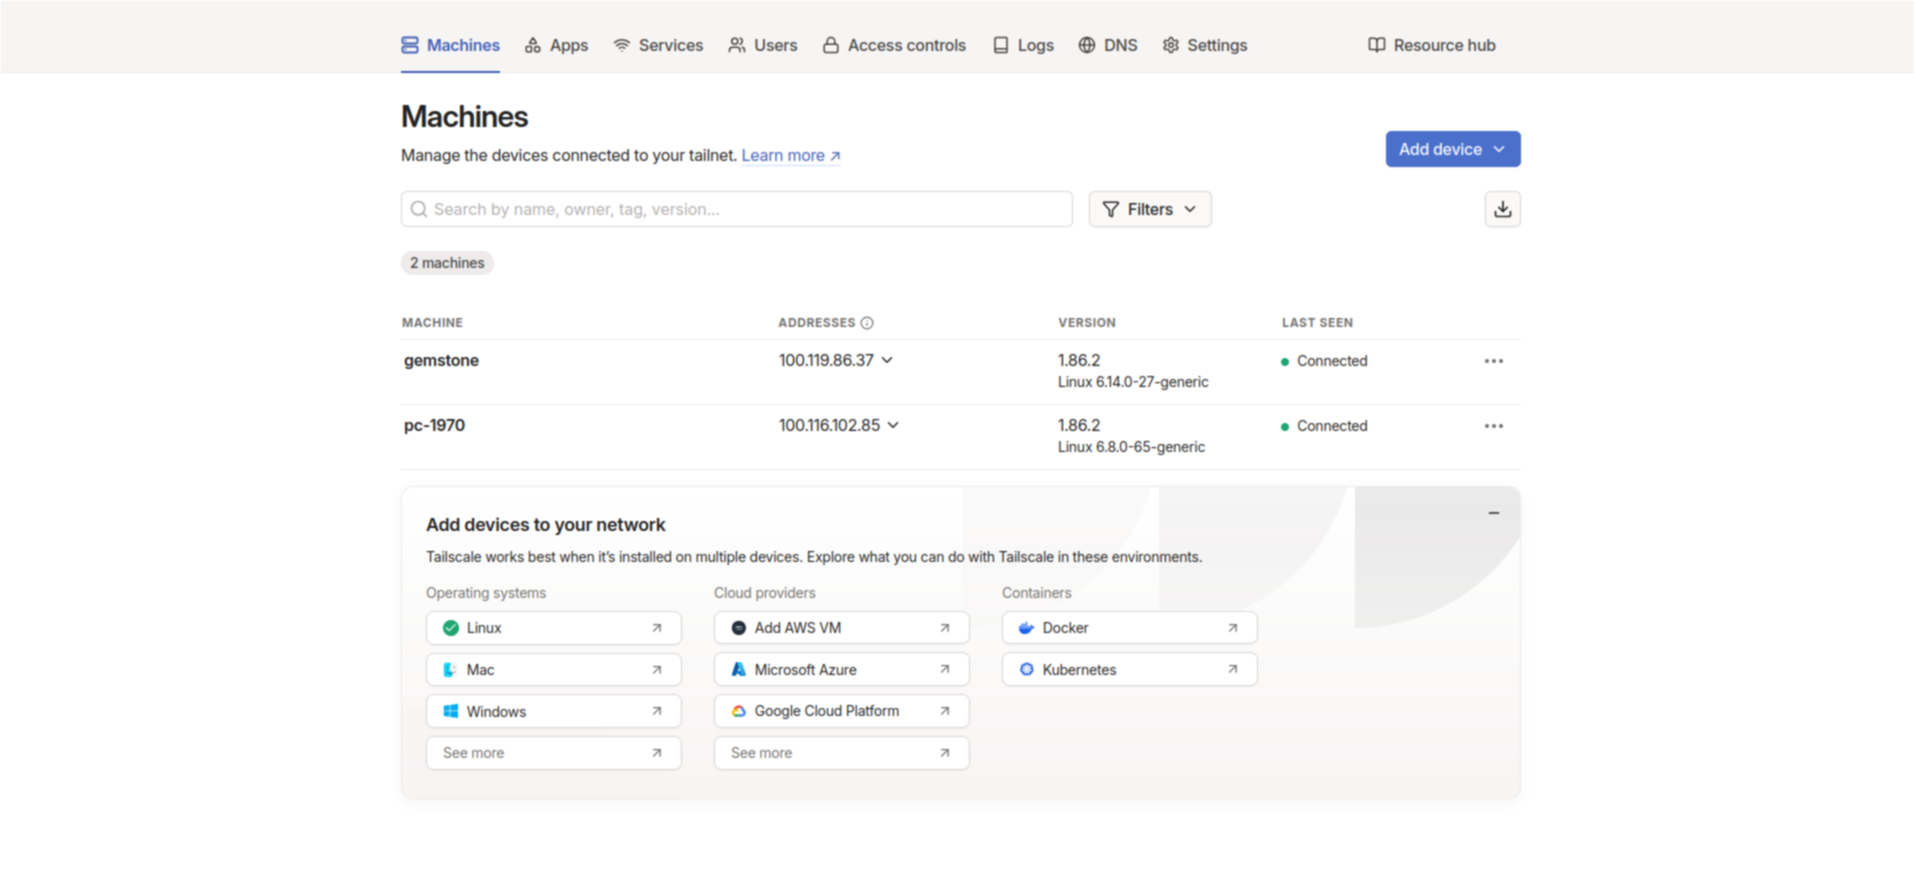 Machines Apps Services Users Access controls Logs DNS Settings Resource hub
Machines
Manage the devices connected to your tailnet. Learn more ↗
Add device
Search by name, owner, tag, version...
Filters
2 machines
MACHINE ADDRESSES VERSION LAST SEEN
gemstone 100.119.86.37 1.86.2 Connected
Linux 6.14.0-27-generic
pc-1970 100.116.102.85 1.86.2 Connected
Linux 6.8.0-65-generic
Add devices to your network
Tailscale works best when it’s installed on multiple devices. Explore what you can do with Tailscale in these environments.
Operating systems Cloud providers Containers
Linux Add AWS VM Docker
Mac Microsoft Azure Kubernetes
Windows Google Cloud Platform
See more See more